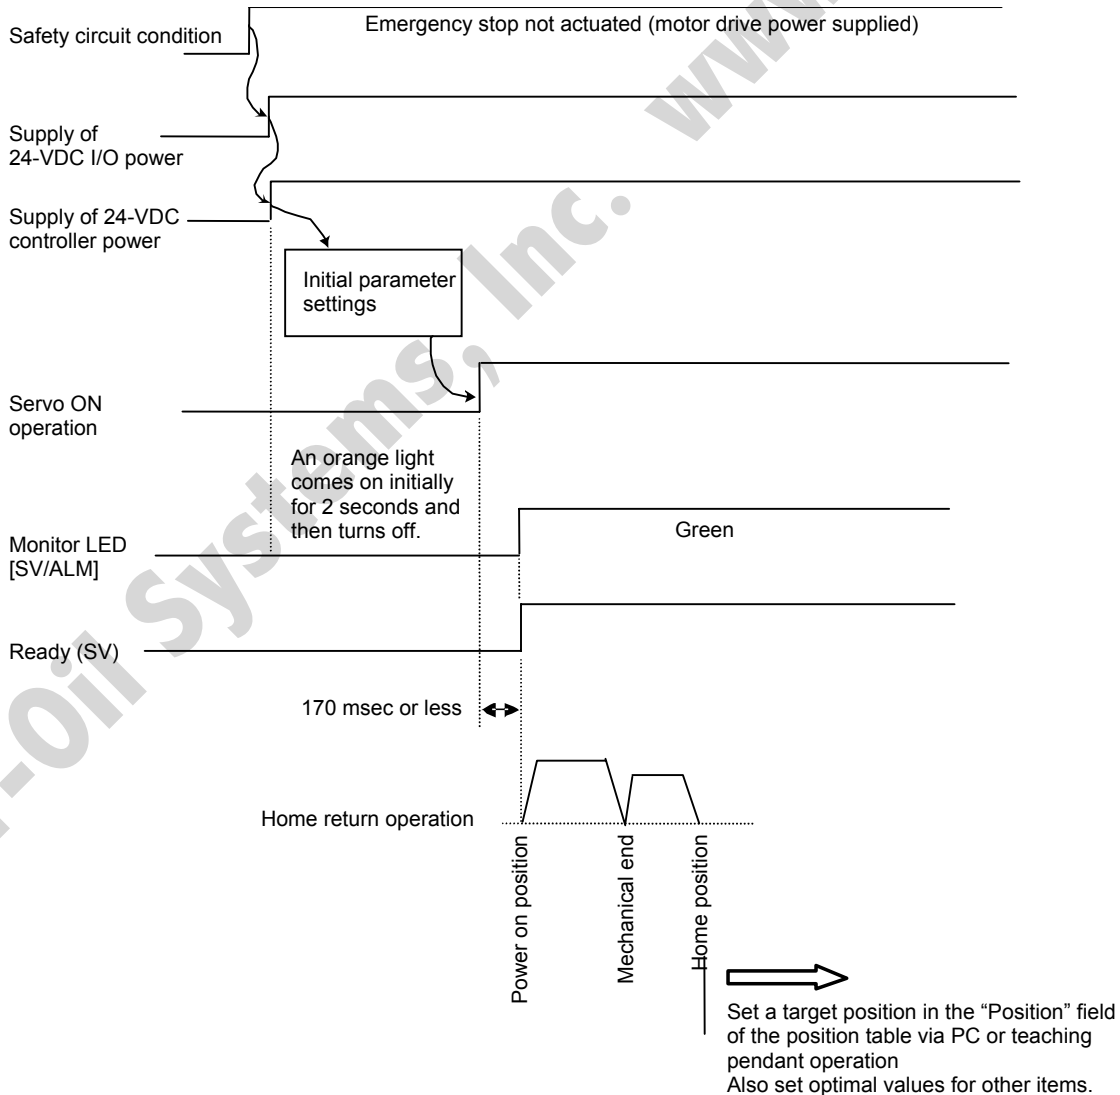 Safety circuit condition
Emergency stop not actuated (motor drive power supplied)
Supply of
24-VDC I/O power
Supply of 24-VDC
controller power
Initial parameter
settings
Servo ON
operation
An orange light
comes on initially
for 2 seconds and
then turns off.
Monitor LED
[SV/ALM]
Green
Ready (SV)
170 msec or less
Home return operation
Power on position
Mechanical end
Home position
Set a target position in the “Position” field
of the position table via PC or teaching
pendant operation
Also set optimal values for other items.
-Oil Systems, Inc. www